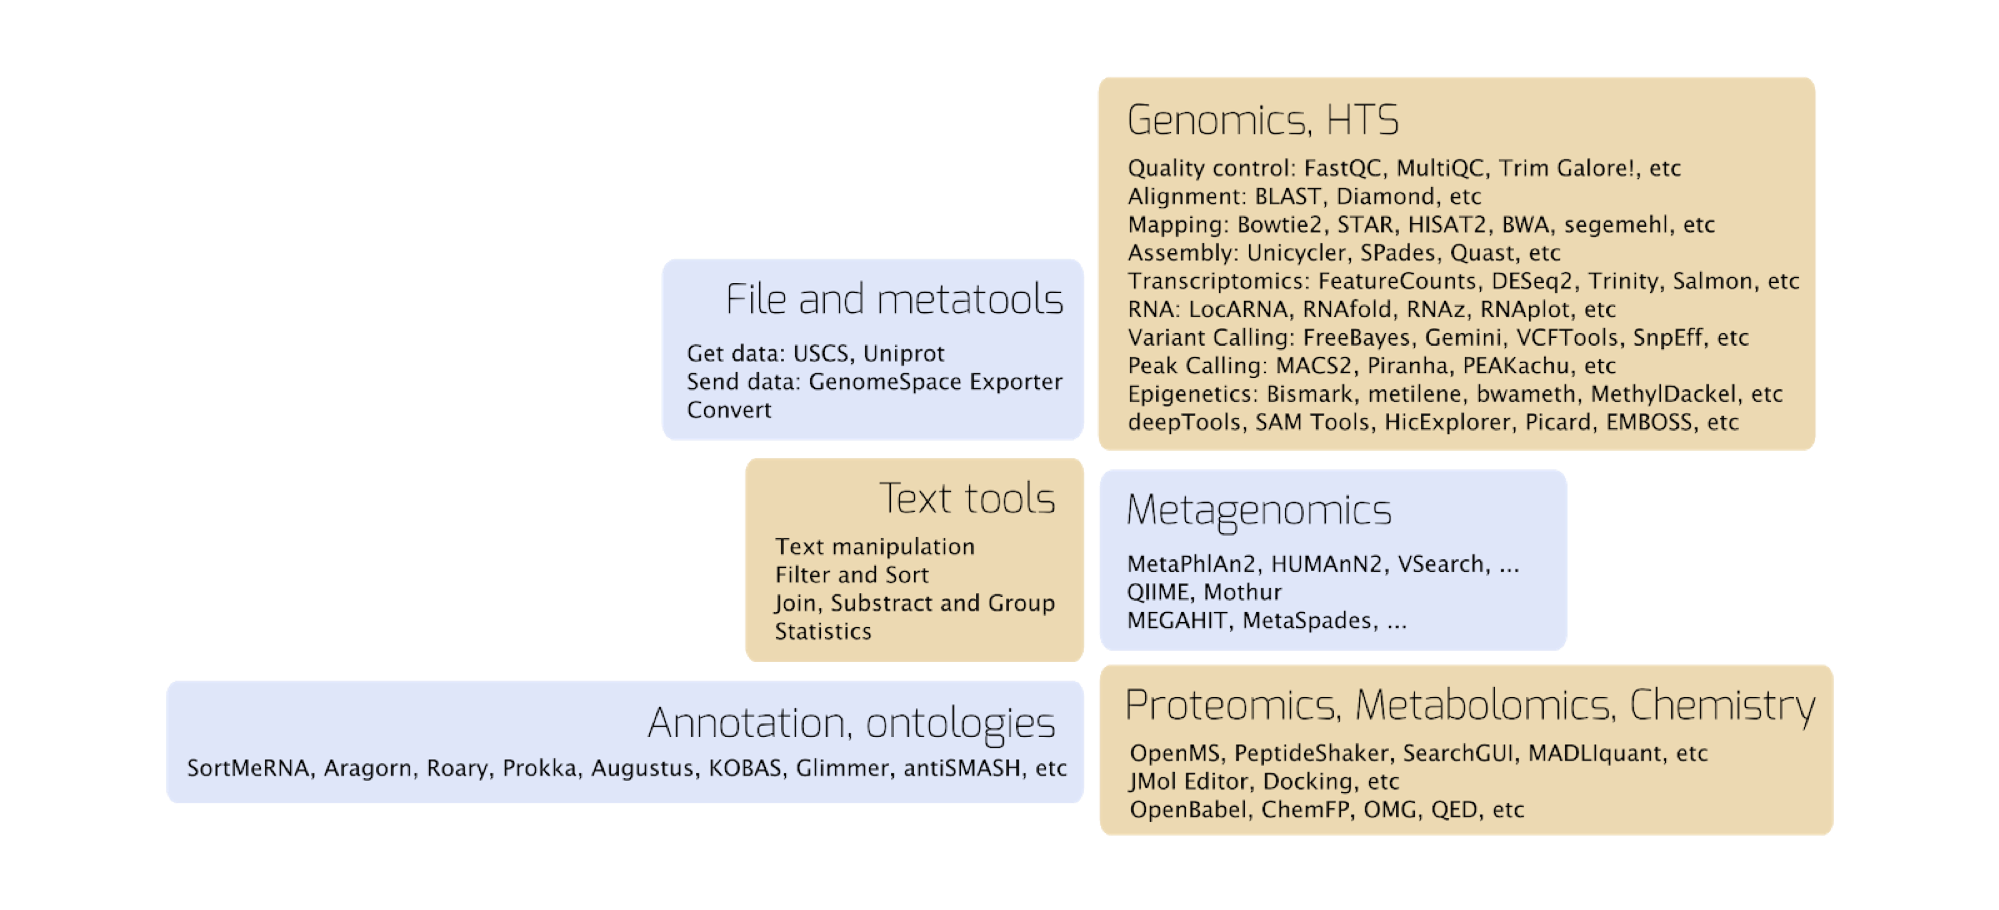 File and metatools
Get data: USCS, Uniprot
Send data: GenomeSpace Exporter
Convert
Text tools
Text manipulation
Filter and Sort
Join, Substract and Group
Statistics
Annotation, ontologies
SortMeRNA, Aragorn, Roary, Prokka, Augustus, KOBAS, Glimmer, antiSMASH, etc
Genomics, HTS
Quality control: FastQC, MultiQC, Trim Galore!, etc
Alignment: BLAST, Diamond, etc
Mapping: Bowtie2, STAR, HISAT2, BWA, segemehl, etc
Assembly: Unicycler, SPades, Quast, etc
Transcriptomics: FeatureCounts, DESeq2, Trinity, Salmon, etc
RNA: LocARNA, RNAfold, RNAz, RNAplot, etc
Variant Calling: FreeBayes, Gemini, VCFTools, SnpEff, etc
Peak Calling: MACS2, Piranha, PEAKachu, etc
Epigenetics: Bismark, metilene, bwameth, MethylDackel, etc
deepTools, SAM Tools, HicExplorer, Picard, EMBOSS, etc
Metagenomics
MetaPhlAn2, HUMAnN2, VSearch, ...
QIIME, Mothur
MEGAHIT, MetaSpades, ...
Proteomics, Metabolomics, Chemistry
OpenMS, PeptideShaker, SearchGUI, MADLIquant, etc
JMol Editor, Docking, etc
OpenBabel, ChemFP, OMG, QED, etc